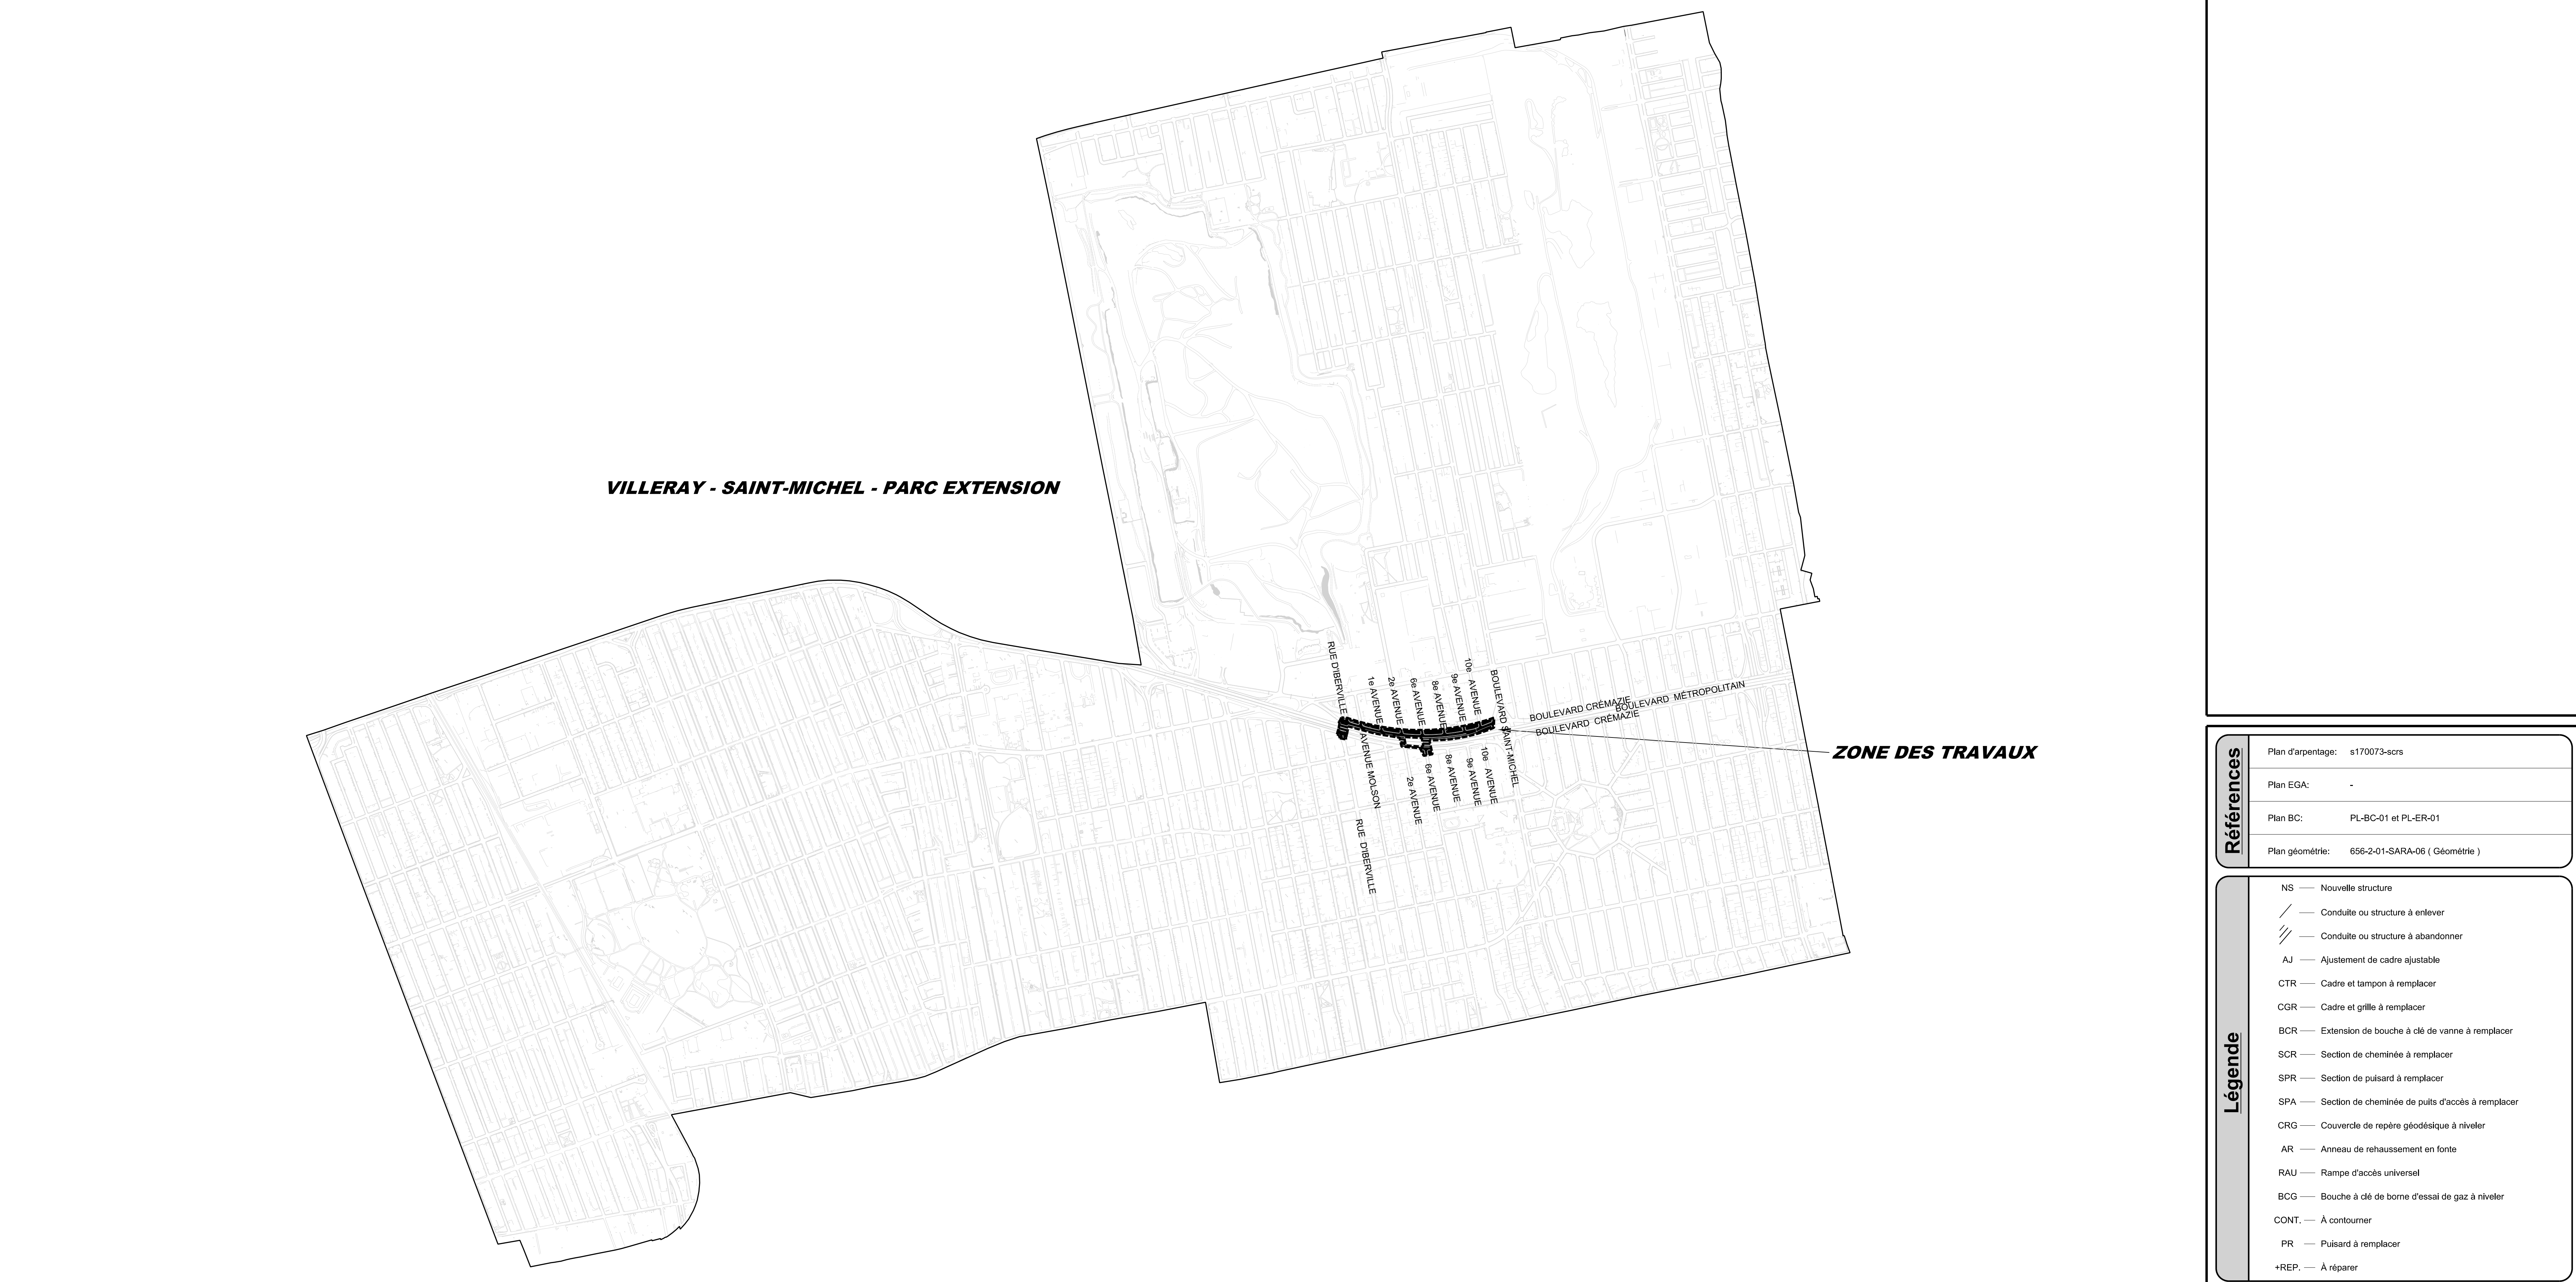 VILLERAY - SAINT-MICHEL - PARC EXTENSION
RUE D'IBERVILLE
1e AVENUE
2e AVENUE
6e AVENUE
8e AVENUE
9e AVENUE
10e AVENUE
BOULEVARD SAINT-MICHEL
BOULEVARD CRÉMAZIE
BOULEVARD MÉTROPOLITAIN
BOULEVARD CRÉMAZIE
AVENUE MOLSON
RUE D'IBERVILLE
2e AVENUE
6e AVENUE
8e AVENUE
9e AVENUE
10e AVENUE
ZONE DES TRAVAUX
Références
Plan d'arpentage: s170073-scrs
Plan EGA: -
Plan BC: PL-BC-01 et PL-ER-01
Plan géométrie: 656-2-01-SARA-06 ( Géométrie )
Légende
NS — Nouvelle structure
— Conduite ou structure à enlever
— Conduite ou structure à abandonner
AJ — Ajustement de cadre ajustable
CTR — Cadre et tampon à remplacer
CGR — Cadre et grille à remplacer
BCR — Extension de bouche à clé de vanne à remplacer
SCR — Section de cheminée à remplacer
SPR — Section de puisard à remplacer
SPA — Section de cheminée de puits d'accès à remplacer
CRG — Couvercle de repère géodésique à niveler
AR — Anneau de rehaussement en fonte
RAU — Rampe d'accès universel
BCG — Bouche à clé de borne d'essai de gaz à niveler
CONT. — À contourner
PR — Puisard à remplacer
+REP. — À réparer